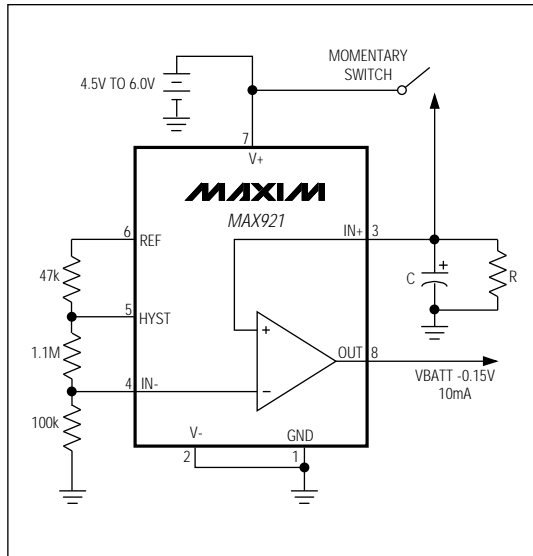 MOMENTARY
SWITCH
4.5V TO 6.0V
7
V+
MAXIM
MAX921
6
REF
IN+
3
47k
5
HYST
+
C
R
1.1M
+
OUT
8
4
IN-
−
VBATT -0.15V
10mA
100k
V-
GND
2
1